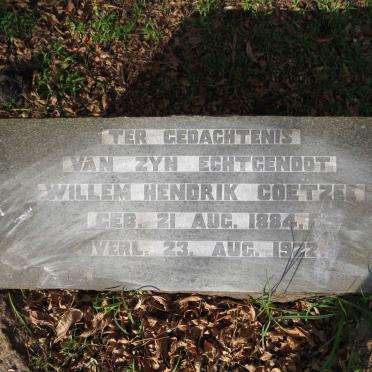 TER GEDACHTENIS
VAN ZYN ECHTGENOOT
WILLEM HENDRIK COETZEE
GEB. 21 AUG. 1884.
VERL. 23. AUG. 1922.